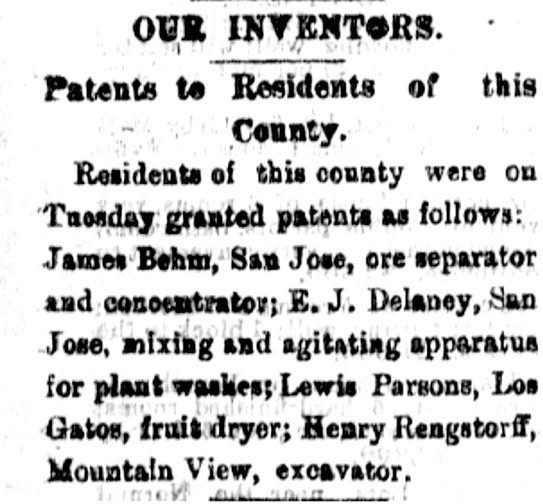 OUR INVENTORS.
Patents to Residents of this
County.
Residents of this county were on
Tuesday granted patents as follows:
James Behm, San Jose, ore separator
and concentrator; E. J. Delaney, San
Jose, mixing and agitating apparatus
for plant washes; Lewis Parsons, Los
Gatos, fruit dryer; Henry Rengstorff,
Mountain View, excavator.